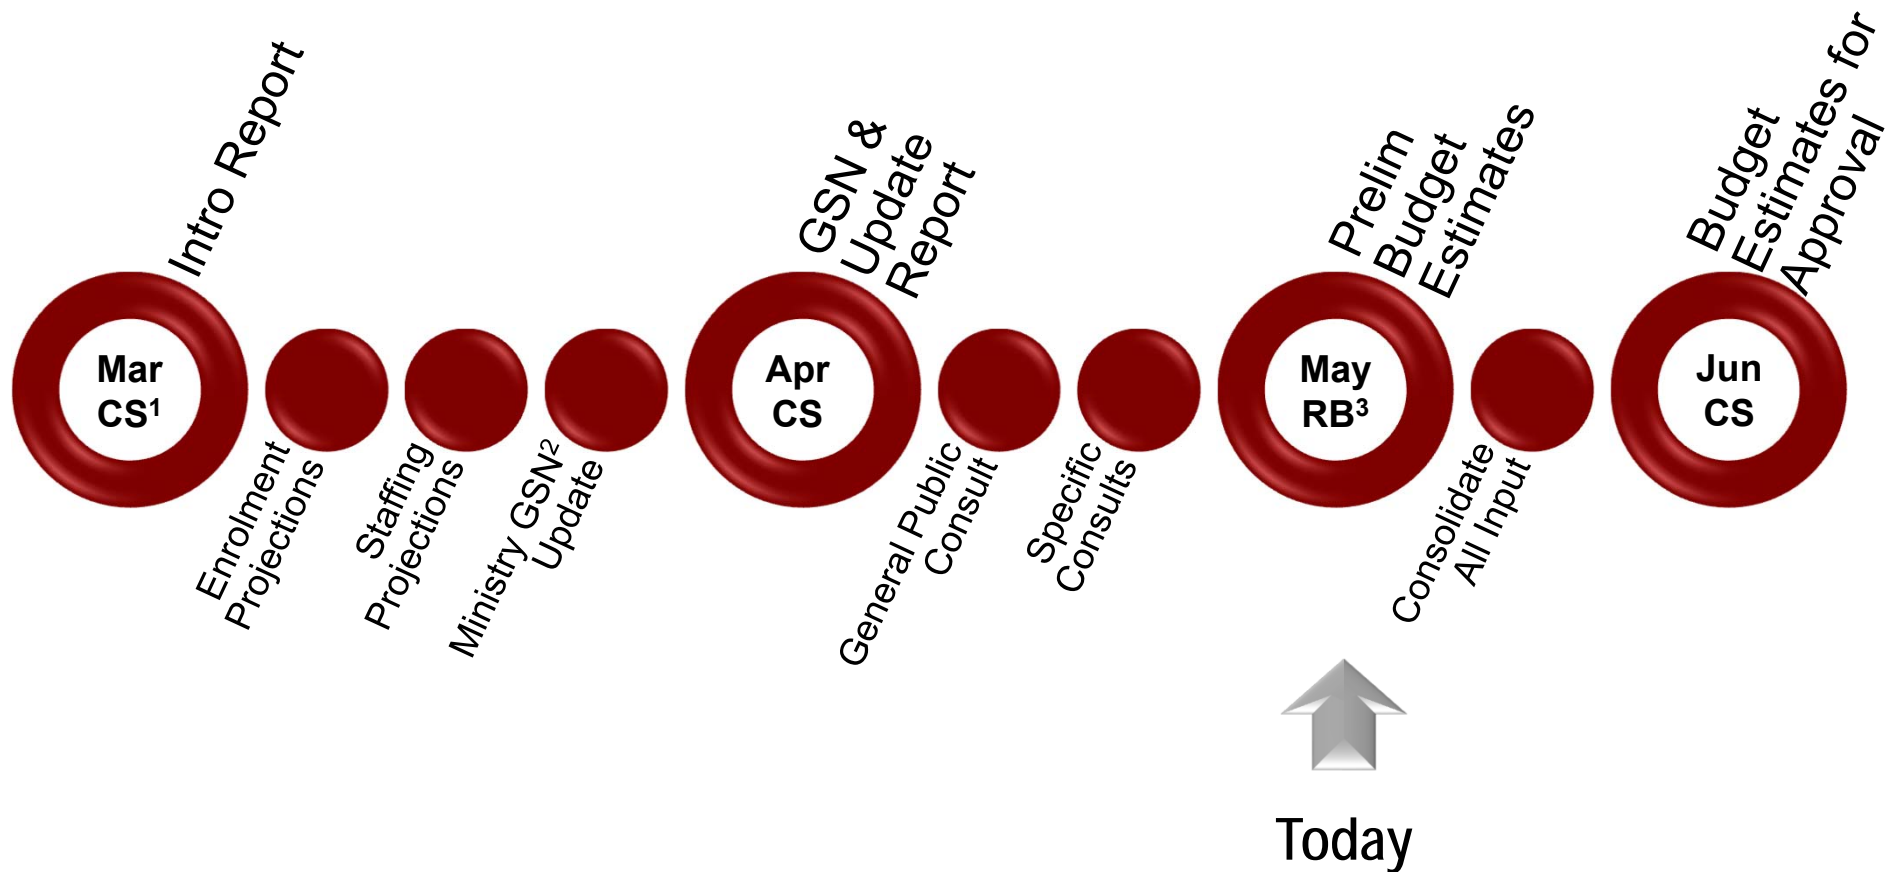 Intro Report
Mar
CS¹
Enrolment
Projections
Staffing
Projections
Ministry GSN²
Update
GSN &
Update
Report
Apr
CS
General Public
Consult
Specific
Consults
Prelim
Budget
Estimates
May
RB³
Consolidate
All Input
Budget
Estimates for
Approval
Jun
CS
Today